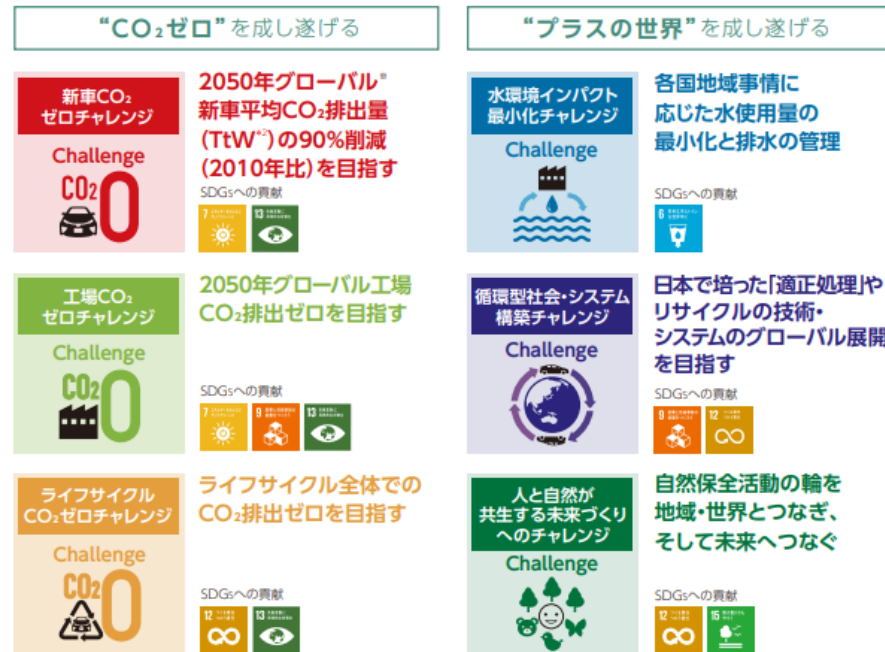 “CO₂ゼロ”を成し遂げる
新車CO₂
ゼロチャレンジ
Challenge
CO₂0
2050年グローバル※
新車平均CO₂排出量
(TtW※2)の90%削減
(2010年比)を目指す
SDGsへの貢献
7
13
工場CO₂
ゼロチャレンジ
Challenge
CO₂0
2050年グローバル工場
CO₂排出ゼロを目指す
SDGsへの貢献
7
9
13
ライフサイクル
CO₂ゼロチャレンジ
Challenge
CO₂0
ライフサイクル全体での
CO₂排出ゼロを目指す
SDGsへの貢献
12
13
“プラスの世界”を成し遂げる
水環境インパクト
最小化チャレンジ
Challenge
各国地域事情に
応じた水使用量の
最小化と排水の管理
SDGsへの貢献
6
循環型社会・システム
構築チャレンジ
Challenge
日本で培った「適正処理」や
リサイクルの技術・
システムのグローバル展開
を目指す
SDGsへの貢献
9
12
人と自然が
共生する未来づくり
へのチャレンジ
Challenge
自然保全活動の輪を
地域・世界とつなぎ、
そして未来へつなぐ
SDGsへの貢献
12
15